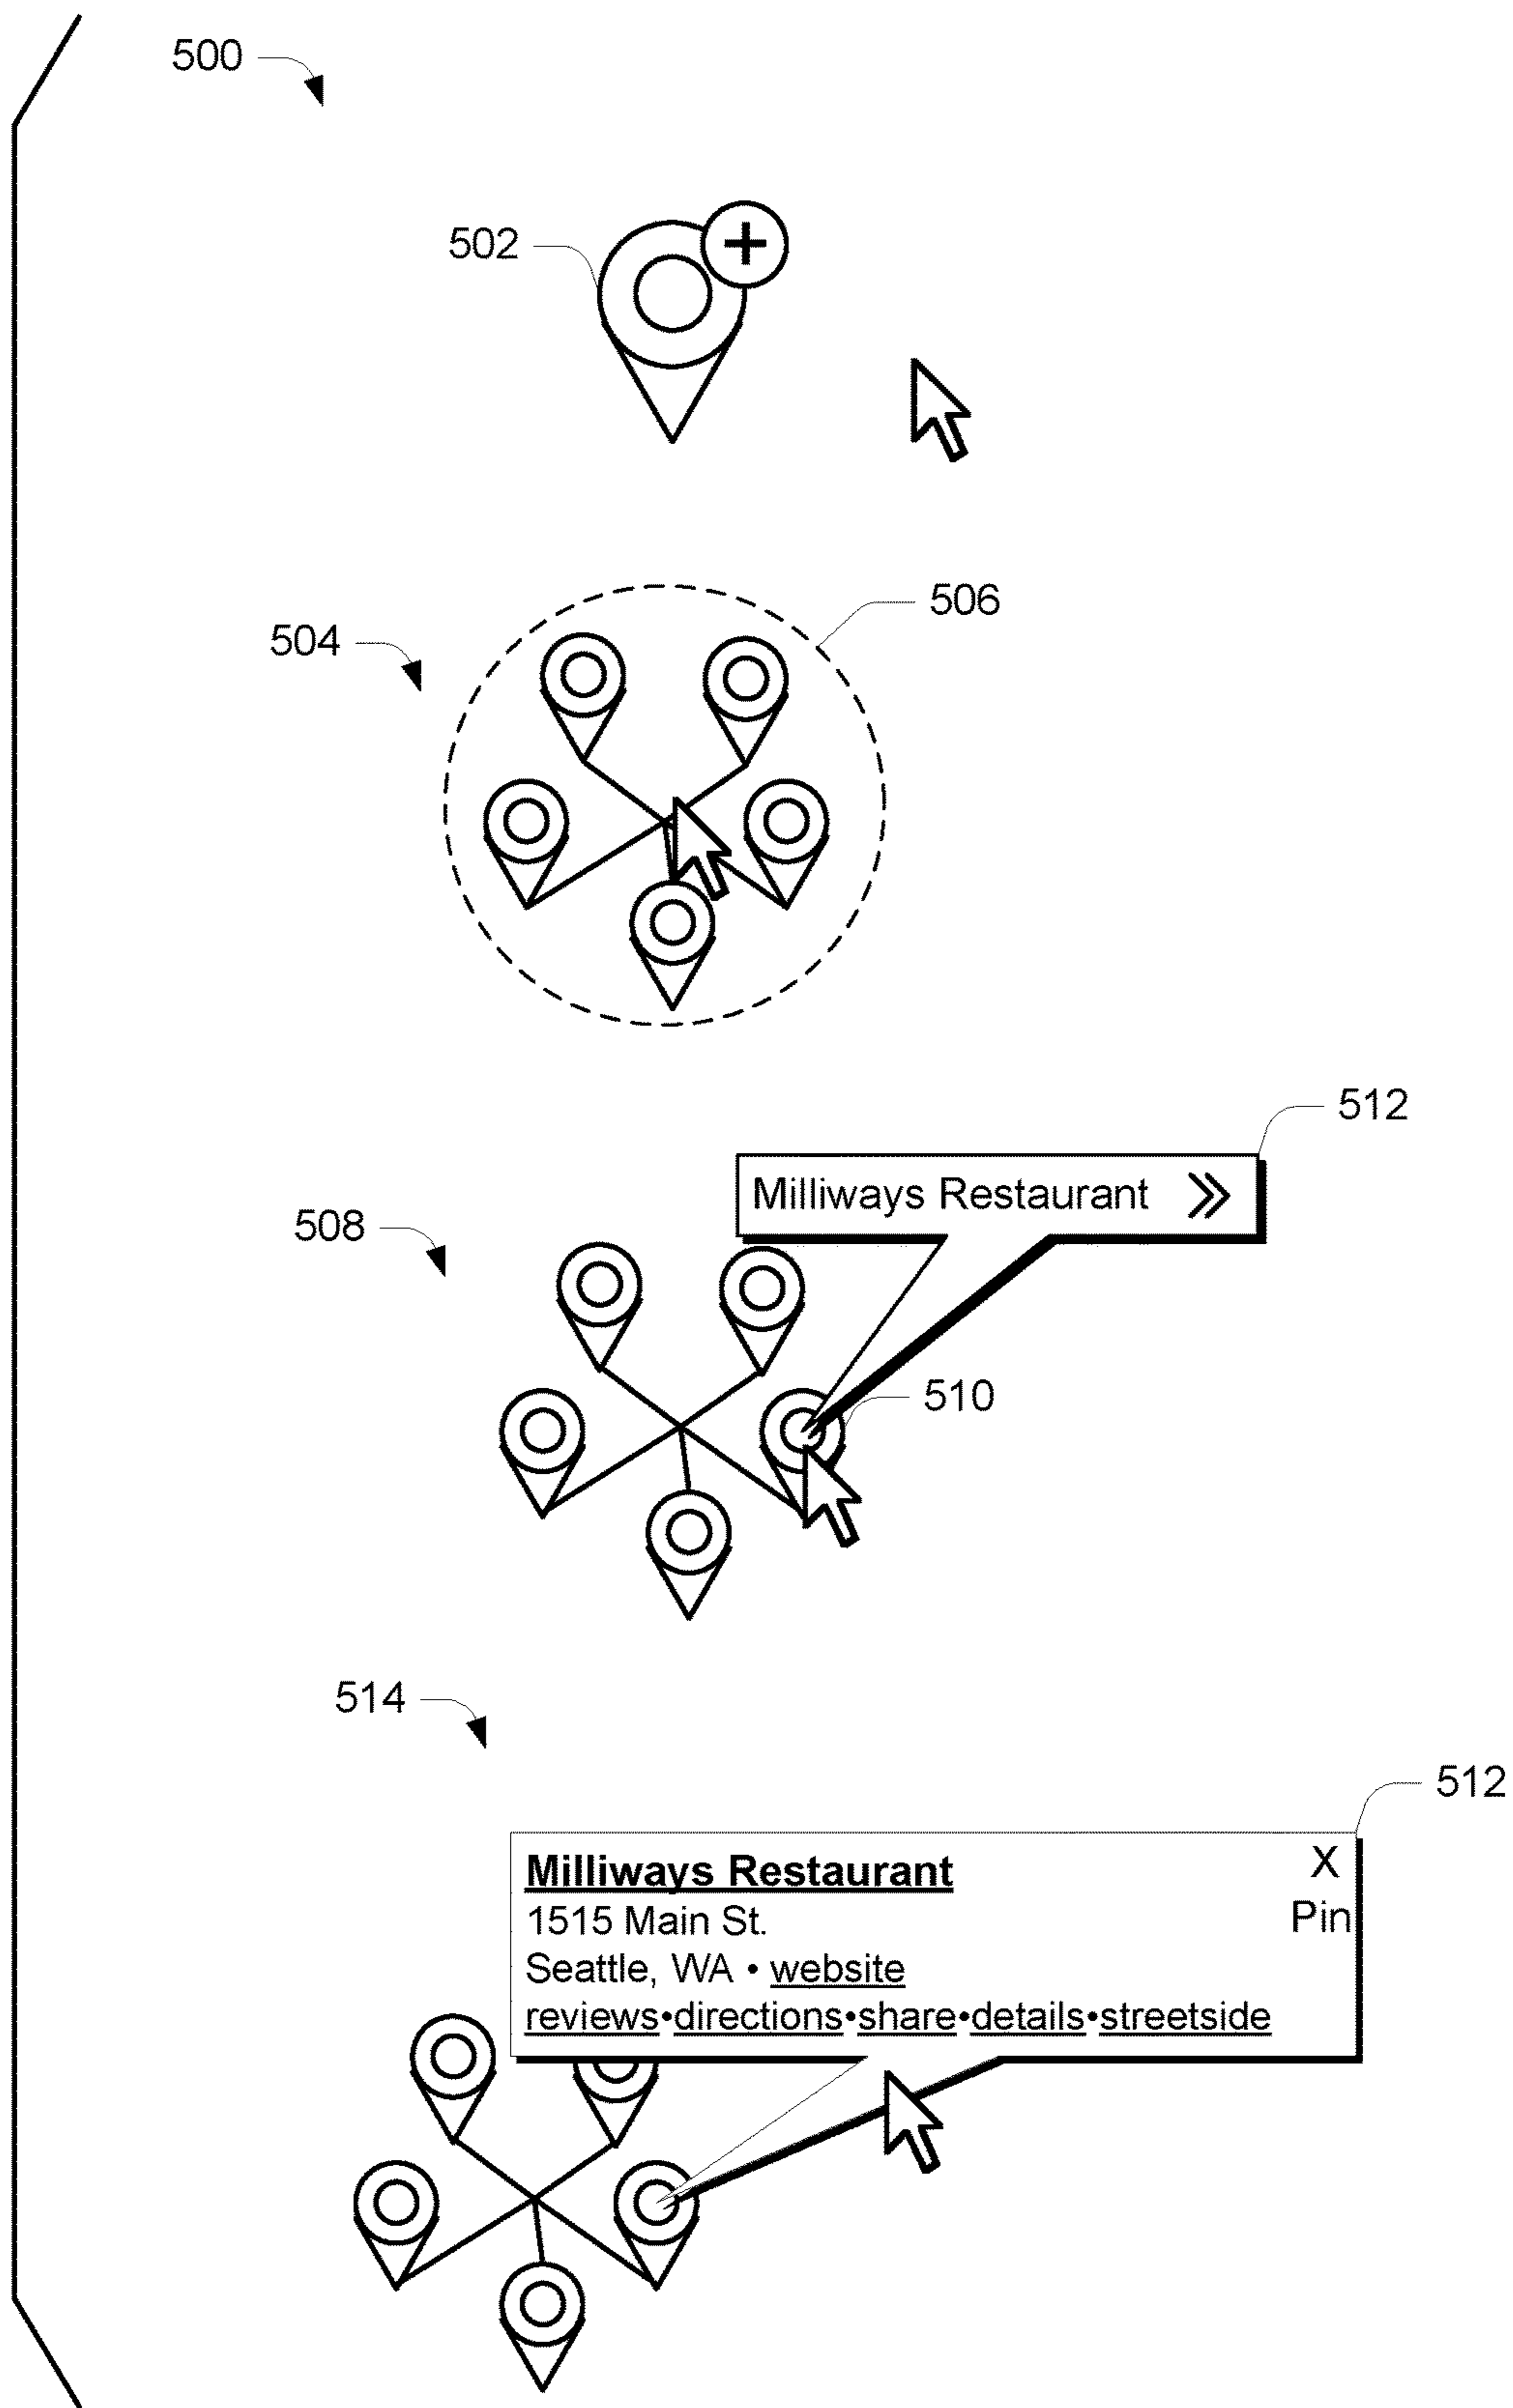 500
502
+
506
504
512
Milliways Restaurant »
508
510
514
512
Milliways Restaurant X
1515 Main St. Pin
Seattle, WA • website
reviews•directions•share•details•streetside